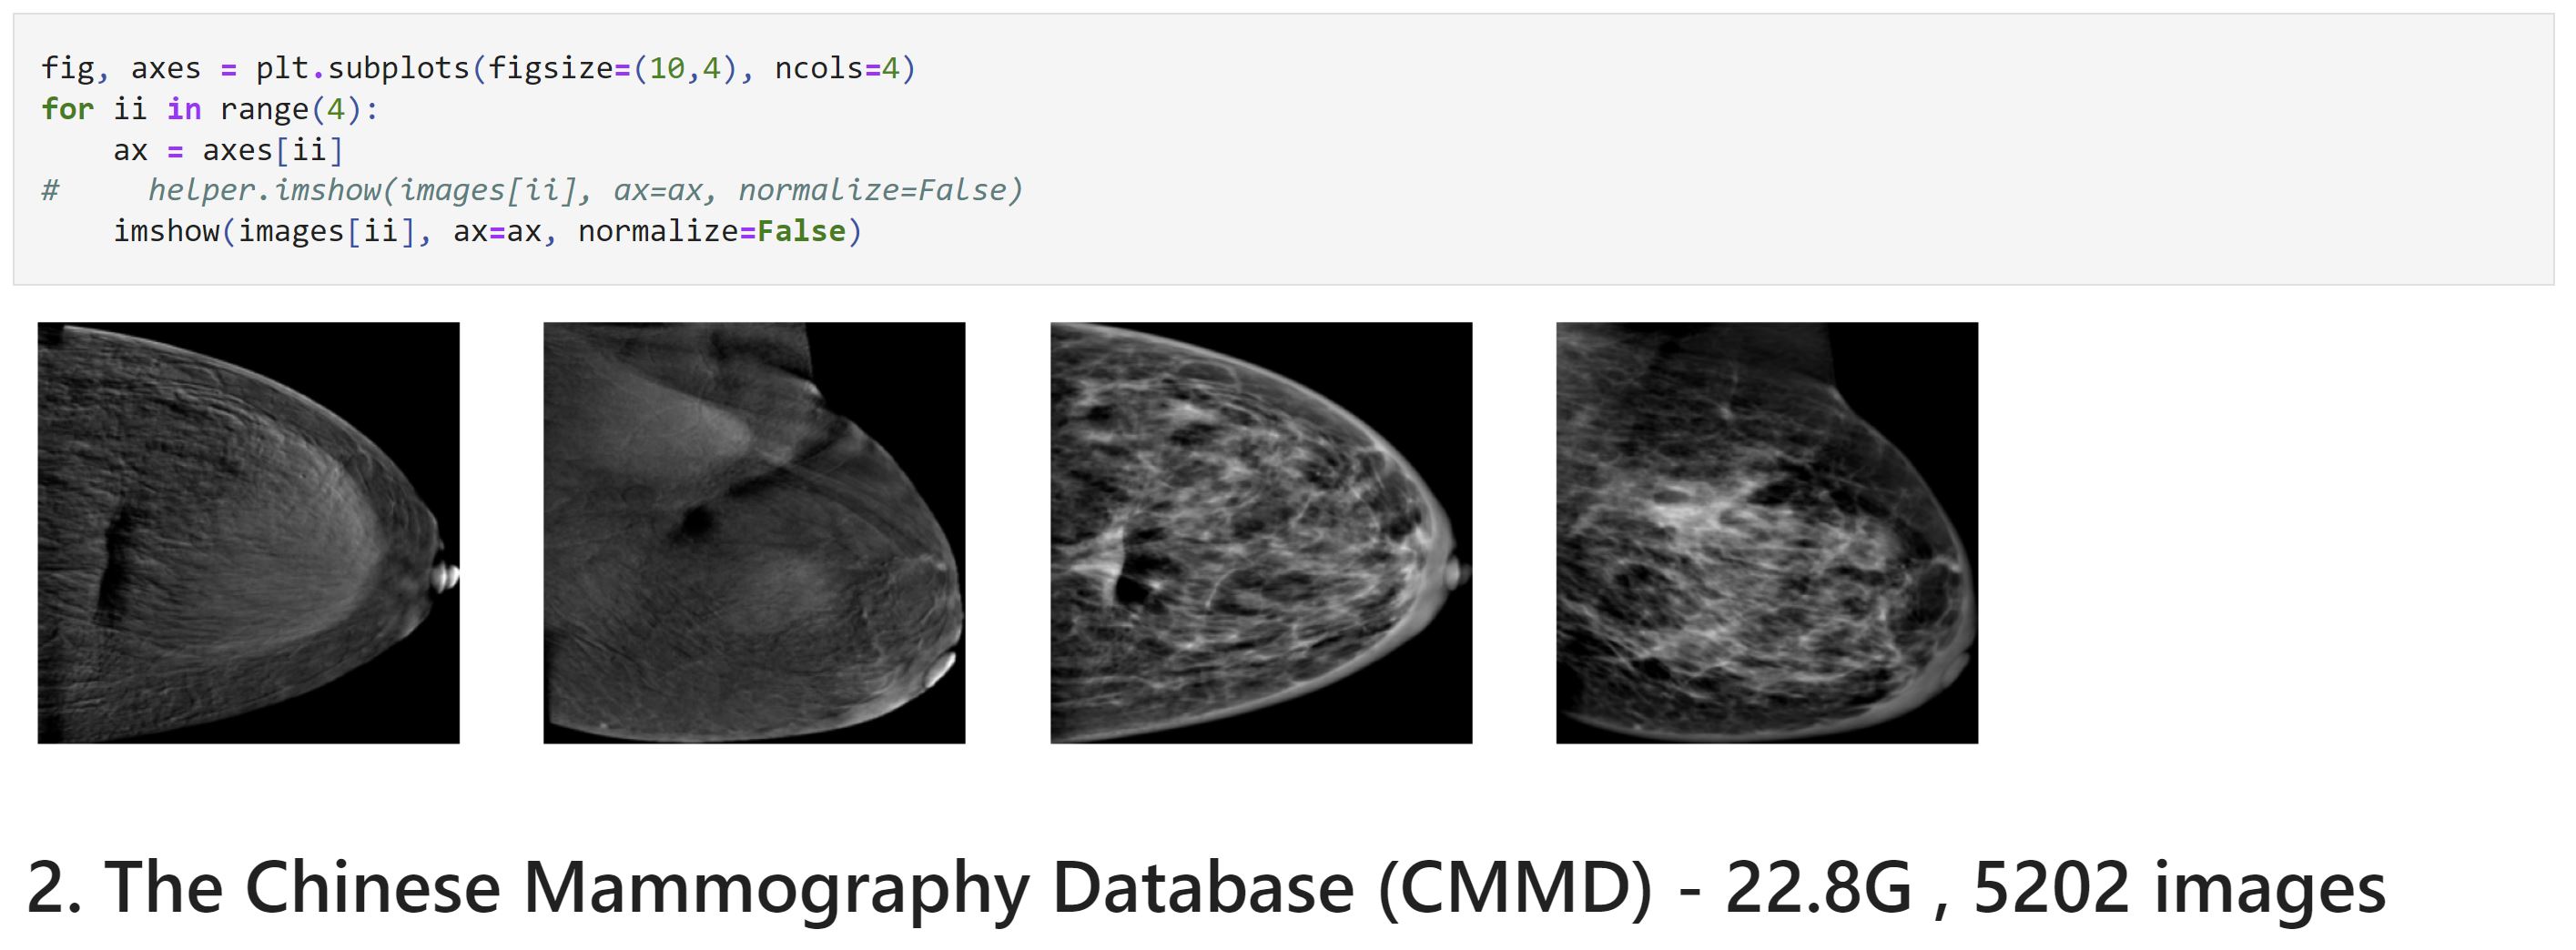 fig, axes = plt.subplots(figsize=(10,4), ncols=4)
for ii in range(4):
    ax = axes[ii]
#     helper.imshow(images[ii], ax=ax, normalize=False)
    imshow(images[ii], ax=ax, normalize=False)
2. The Chinese Mammography Database (CMMD) - 22.8G , 5202 images